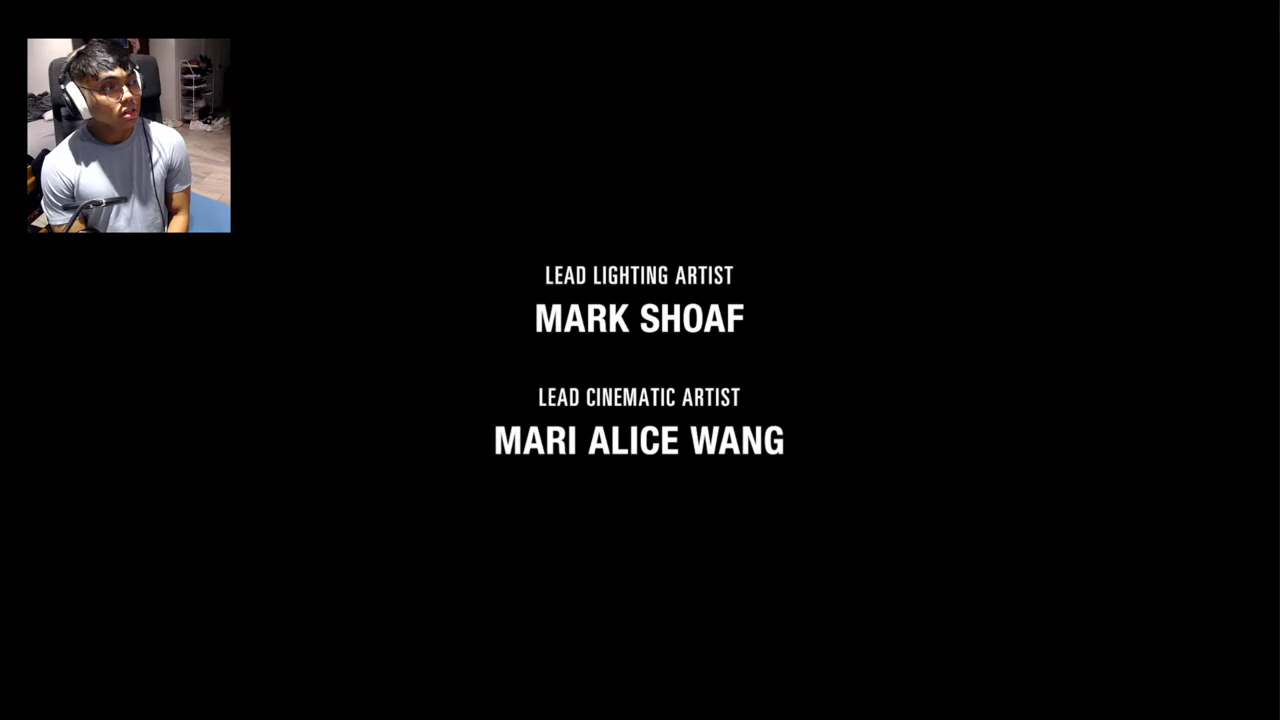 LEAD LIGHTING ARTIST
MARK SHOAF
LEAD CINEMATIC ARTIST
MARI ALICE WANG